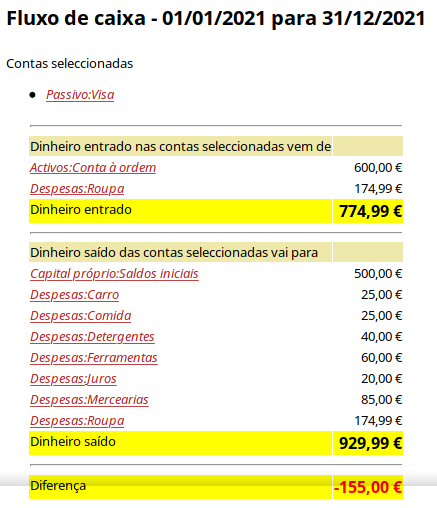 Fluxo de caixa - 01/01/2021 para 31/12/2021
Contas seleccionadas
Passivo:Visa
Dinheiro entrado nas contas seleccionadas vem de
Activos:Conta à ordem 600,00 €
Despesas:Roupa 174,99 €
Dinheiro entrado 774,99 €
Dinheiro saído das contas seleccionadas vai para
Capital próprio:Saldos iniciais 500,00 €
Despesas:Carro 25,00 €
Despesas:Comida 25,00 €
Despesas:Detergentes 40,00 €
Despesas:Ferramentas 60,00 €
Despesas:Juros 20,00 €
Despesas:Mercearias 85,00 €
Despesas:Roupa 174,99 €
Dinheiro saído 929,99 €
Diferença -155,00 €